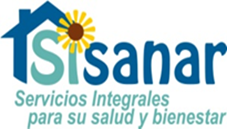 Sisanar
Servicios Integrales
para su salud y bienestar